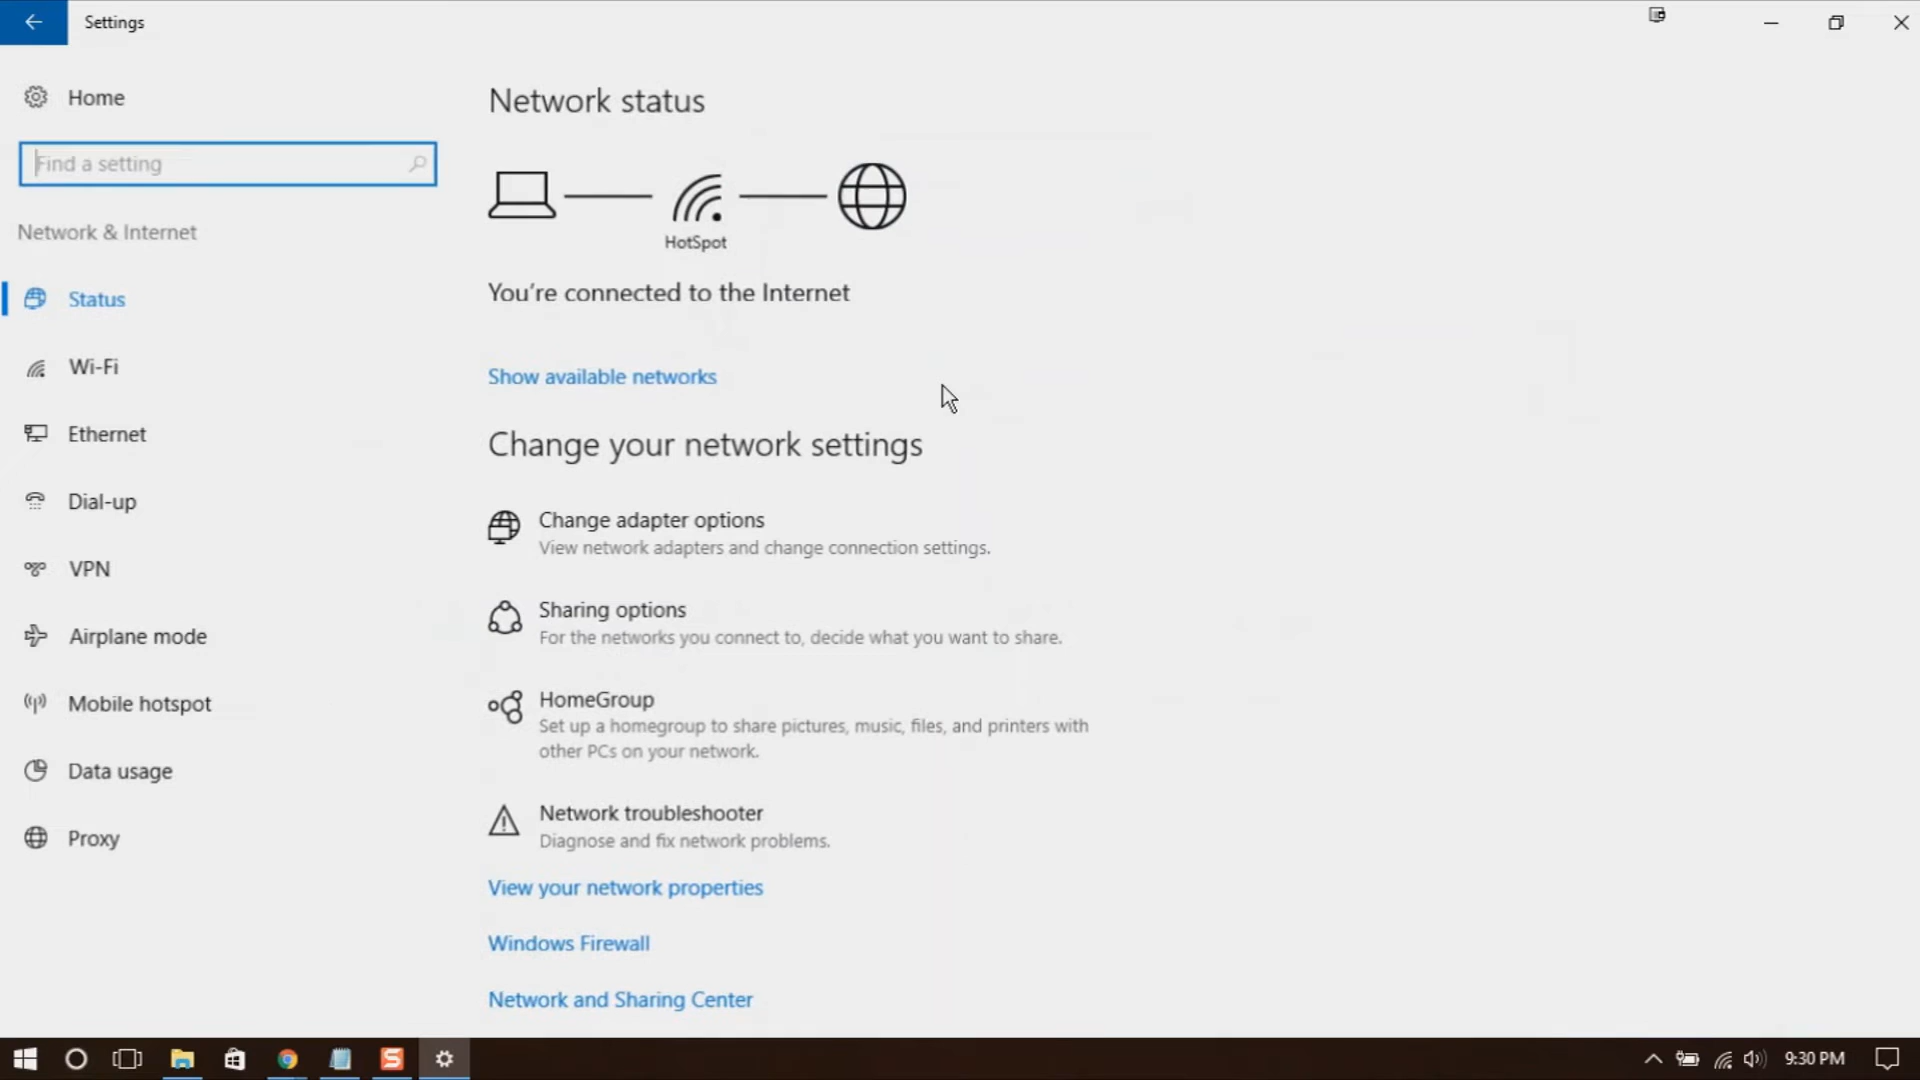 Settings
Home
Find a setting
Network & Internet
Status
Wi-Fi
Ethernet
Dial-up
VPN
Airplane mode
Mobile hotspot
Data usage
Proxy
Network status
HotSpot
You're connected to the Internet
Show available networks
Change your network settings
Change adapter options
View network adapters and change connection settings.
Sharing options
For the networks you connect to, decide what you want to share.
HomeGroup
Set up a homegroup to share pictures, music, files, and printers with
other PCs on your network.
Network troubleshooter
Diagnose and fix network problems.
View your network properties
Windows Firewall
Network and Sharing Center
S
9:30 PM